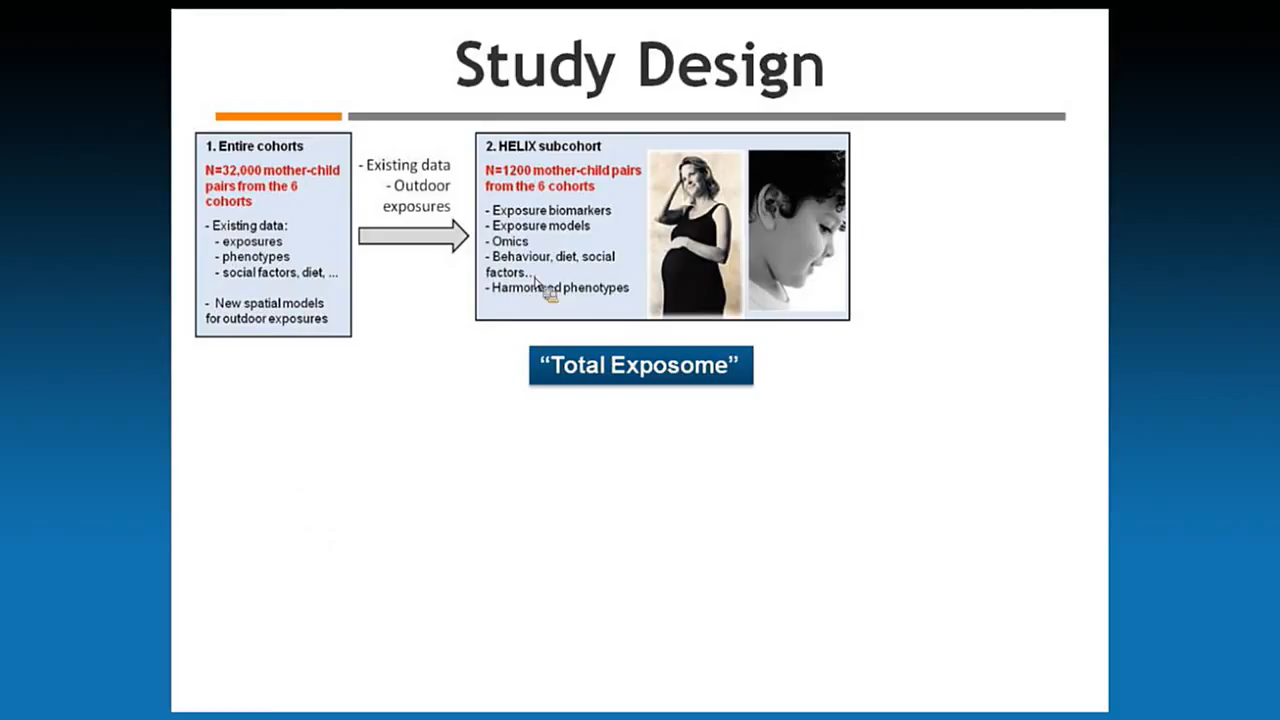 Study Design
1. Entire cohorts
N=32,000 mother-child
pairs from the 6
cohorts
- Existing data:
- exposures
- phenotypes
- social factors, diet, ...
- New spatial models
for outdoor exposures
- Existing data
- Outdoor
exposures
2. HELIX subcohort
N=1200 mother-child pairs
from the 6 cohorts
- Exposure biomarkers
- Exposure models
- Omics
- Behaviour, diet, social
factors...
- Harmonised phenotypes
“Total Exposome”